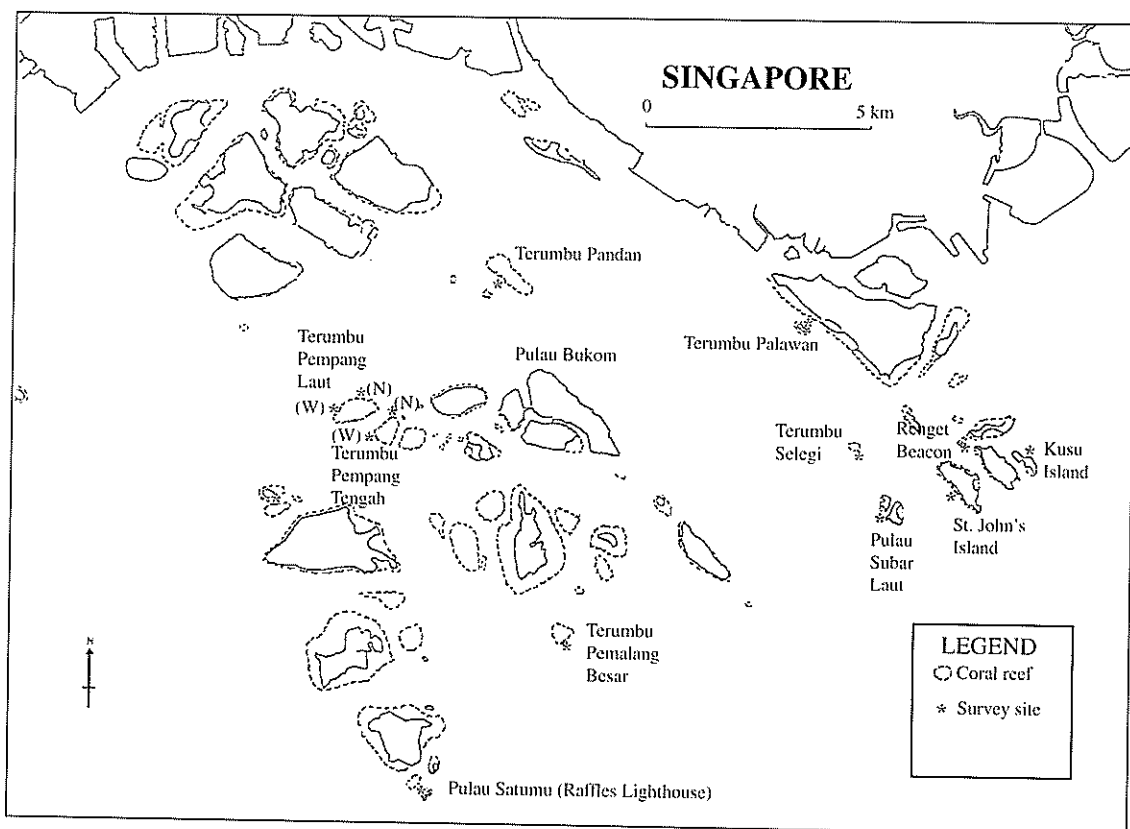 SINGAPORE
0 5 km
Terumbu Pandan
Terumbu Palawan
Terumbu
Pempang
Laut
Pulau Bukom
(N)
(W)
(N)
(W)
Terumbu
Pempang
Tengah
Terumbu
Selegi
Renget
Beacon
Kusu
Island
St. John's
Island
Pulau
Subar
Laut
Terumbu
Pemalang
Besar
N
LEGEND
Coral reef
* Survey site
Pulau Satumu (Raffles Lighthouse)